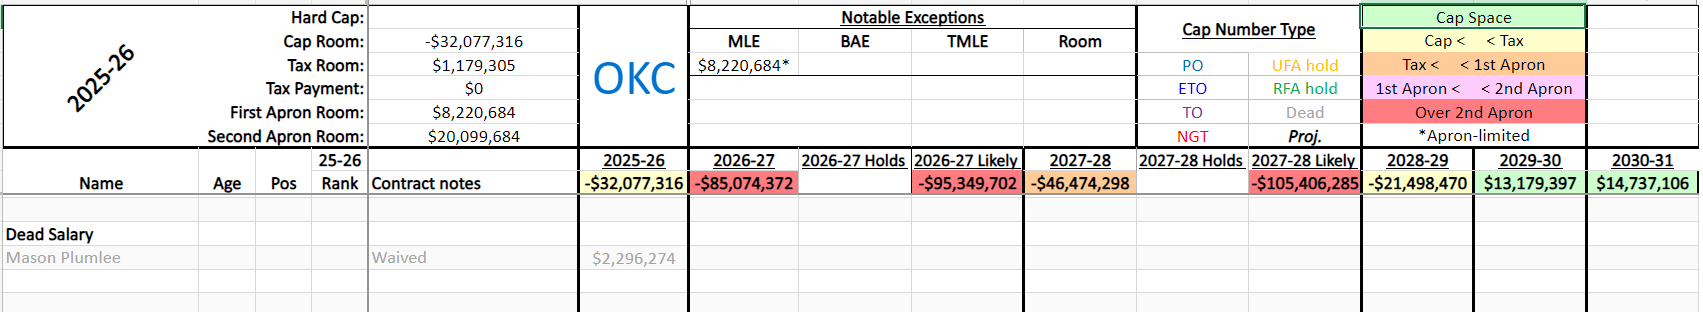 2025-26
Hard Cap:
Cap Room: -$32,077,316
Tax Room: $1,179,305
Tax Payment: $0
First Apron Room: $8,220,684
Second Apron Room: $20,099,684
OKC
Notable Exceptions
MLE BAE TMLE Room
$8,220,684*
Cap Number Type
PO UFA hold
ETO RFA hold
TO Dead
NGT Proj.
Cap Space
Cap < < Tax
Tax < < 1st Apron
1st Apron < < 2nd Apron
Over 2nd Apron
*Apron-limited
25-26 2025-26 2026-27 2026-27 Holds 2026-27 Likely 2027-28 2027-28 Holds 2027-28 Likely 2028-29 2029-30 2030-31
Name Age Pos Rank Contract notes -$32,077,316 -$85,074,372 -$95,349,702 -$46,474,298 -$105,406,285 -$21,498,470 $13,179,397 $14,737,106
Dead Salary
Mason Plumlee Waived $2,296,274